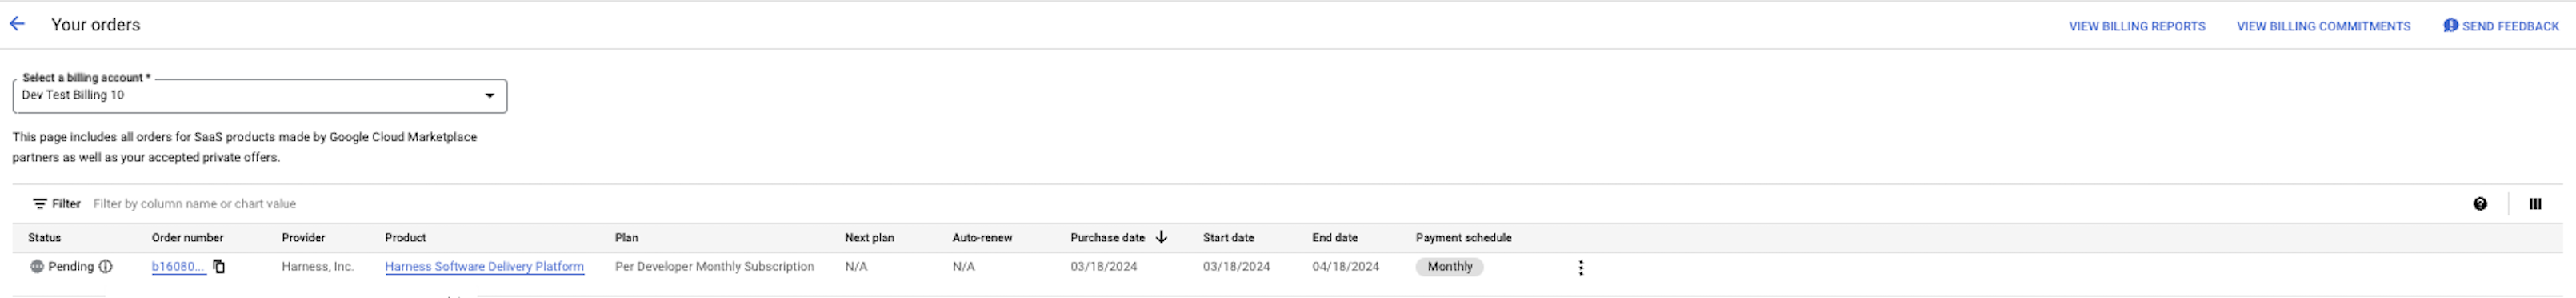 Your orders
VIEW BILLING REPORTS VIEW BILLING COMMITMENTS SEND FEEDBACK
Select a billing account *
Dev Test Billing 10
This page includes all orders for SaaS products made by Google Cloud Marketplace
partners as well as your accepted private offers.
Filter Filter by column name or chart value
Status Order number Provider Product Plan Next plan Auto-renew Purchase date Start date End date Payment schedule
Pending b16080... Harness, Inc. Harness Software Delivery Platform Per Developer Monthly Subscription N/A N/A 03/18/2024 03/18/2024 04/18/2024 Monthly